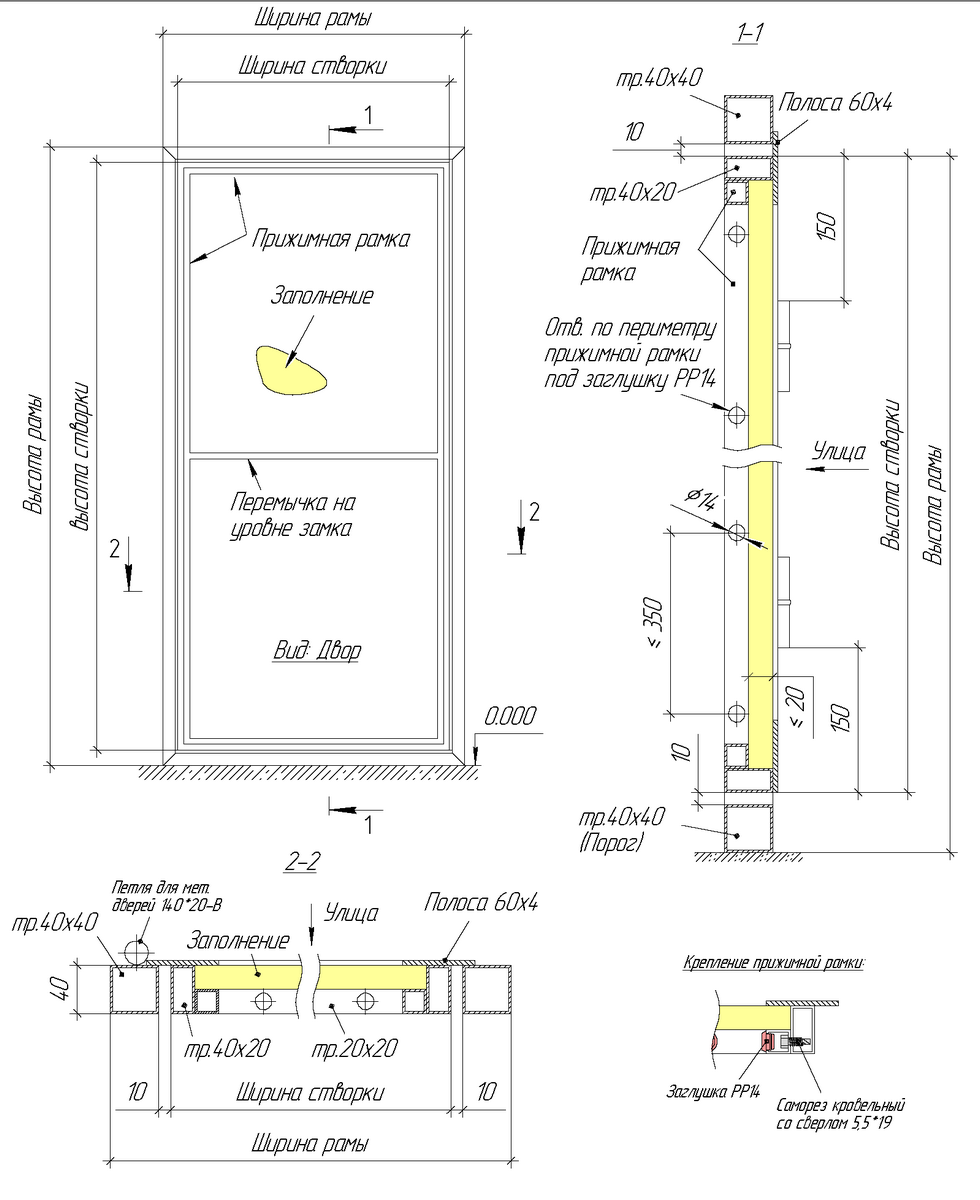 Ширина рамы
Ширина створки
1
Прижимная рамка
Заполнение
Высота рамы
высота створки
Перемычка на
уровне замка
2
2
Вид: Двор
0.000
1
1-1
тр.40х40
Полоса 60х4
10
тр.40х20
150
Прижимная
рамка
Отв. по периметру
прижимной рамки
под заглушку РР14
Улица
Высота створки
Высота рамы
⌀14
≤ 350
≤ 20
150
10
тр.40х40
(Порог)
2-2
Петля для мет.
дверей 140*20-В
тр.40х40
Заполнение
Улица
Полоса 60х4
40
тр.40х20
тр.20х20
10
Ширина створки
10
Ширина рамы
Крепление прижимной рамки:
Заглушка РР14
Саморез кровельный
со сверлом 5,5*19